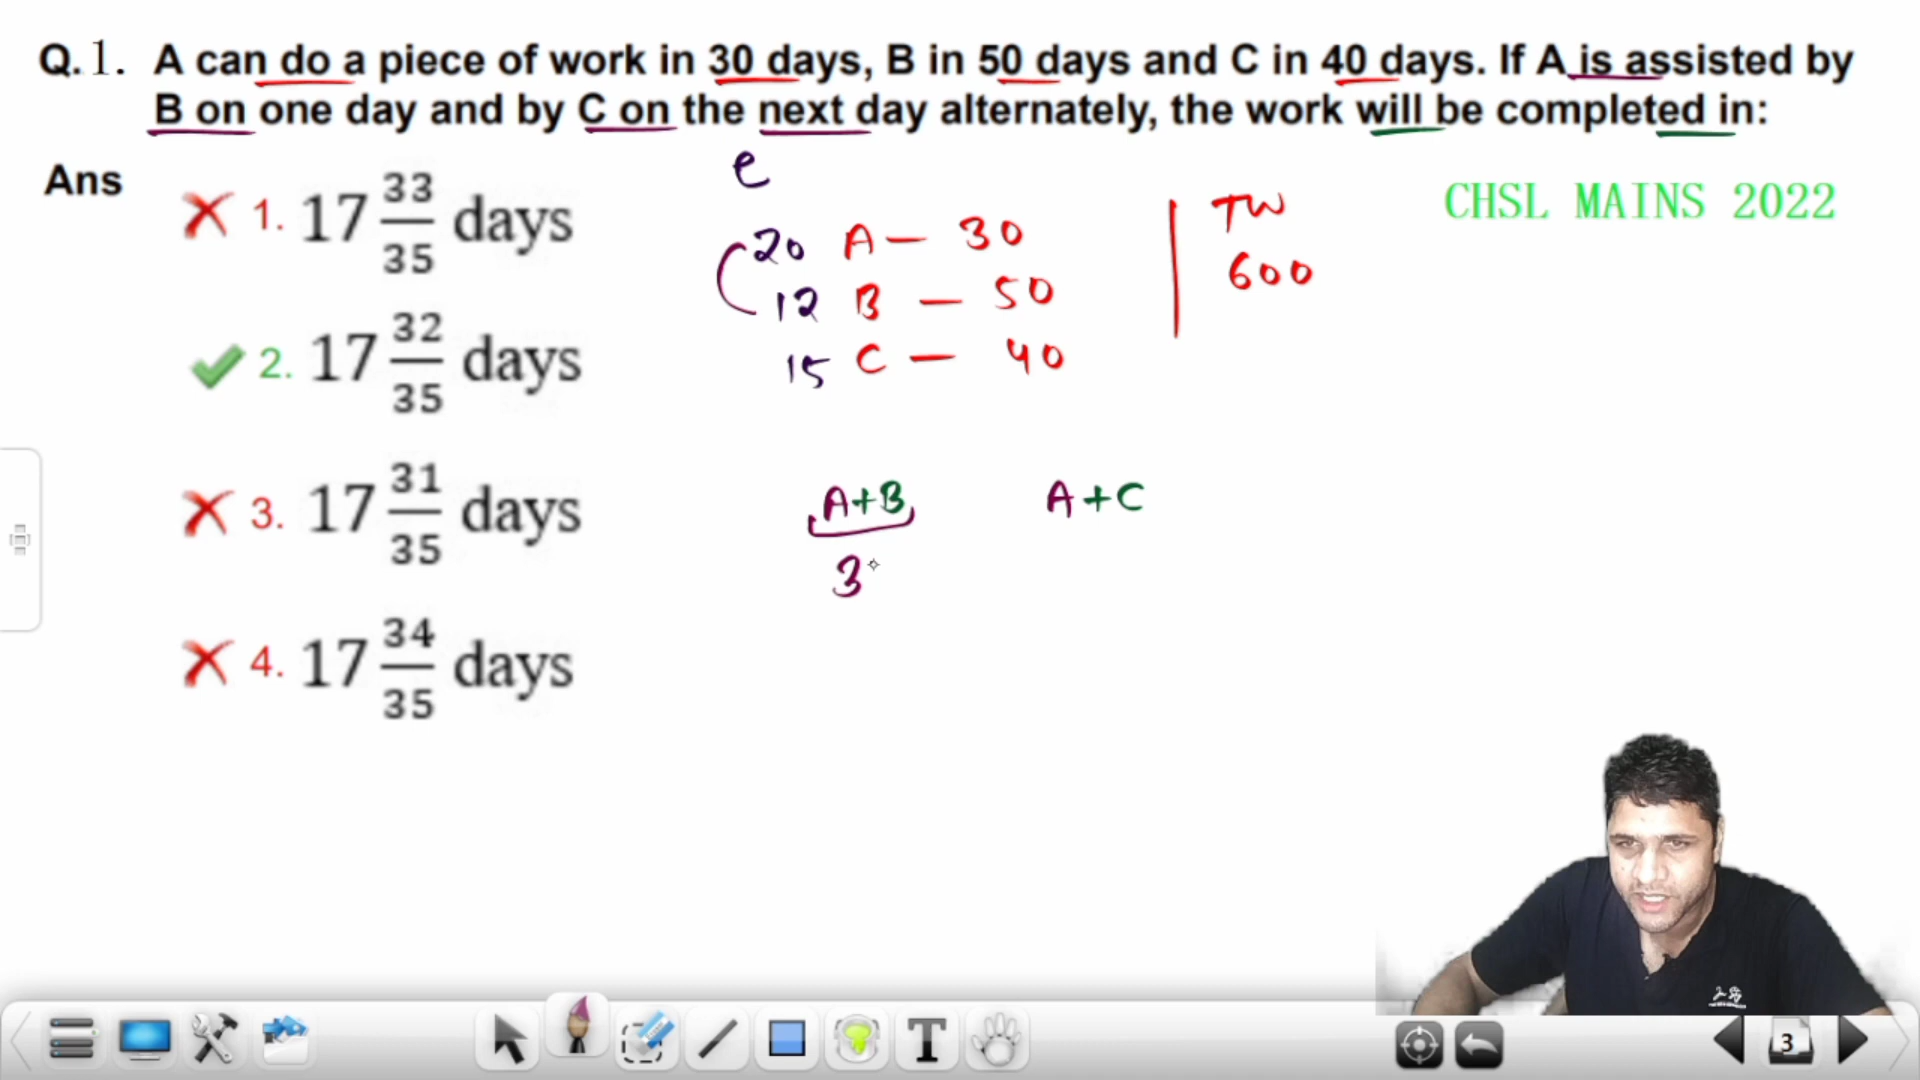 Q.1. A can do a piece of work in 30 days, B in 50 days and C in 40 days. If A is assisted by
B on one day and by C on the next day alternately, the work will be completed in:
Ans
1. 17 33/35 days
2. 17 32/35 days
3. 17 31/35 days
4. 17 34/35 days
CHSL MAINS 2022
e
20 A — 30
12 B — 50
15 C — 40
TW
600
A+B
A+C
3
T
3